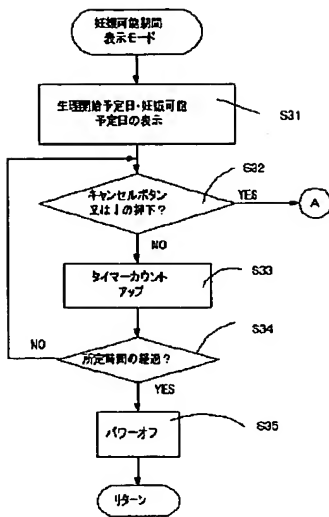 妊娠可能期間
表示モード
生理開始予定日・妊娠可能
予定日の表示
S31
キャンセルボタン
又は↓の押下？
S32
YES
A
NO
タイマーカウント
アップ
S33
所定時間の経過？
S34
NO
YES
パワーオフ
S35
リターン